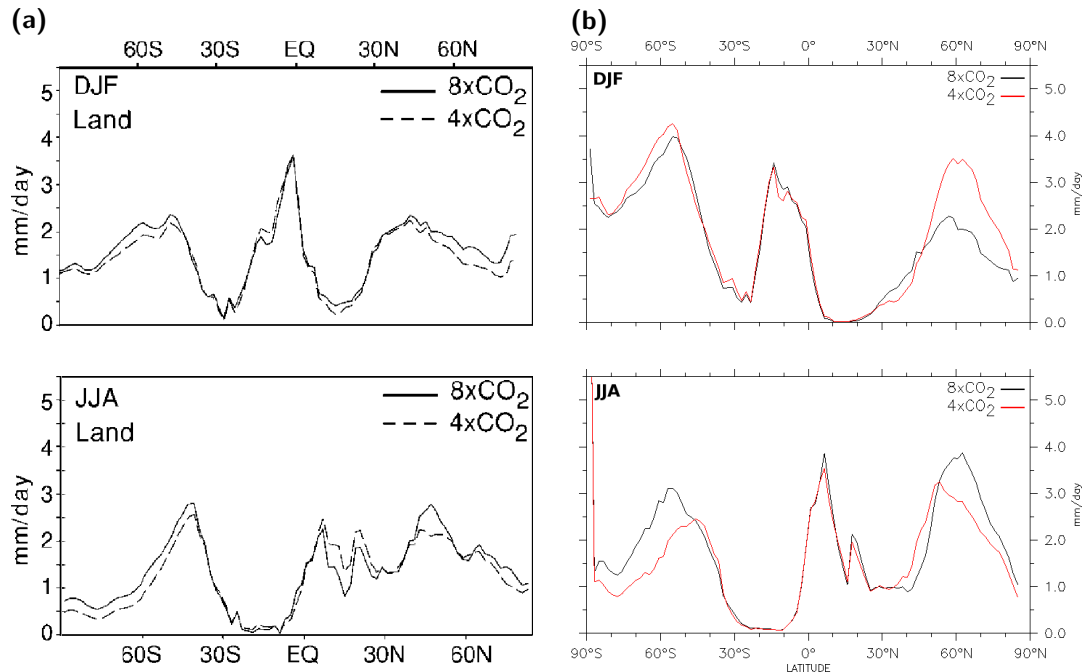 (a)
60S 30S EQ 30N 60N
5
4
3
2
1
0
mm/day
DJF
Land
8xCO2
4xCO2
5
4
3
2
1
0
mm/day
JJA
Land
8xCO2
4xCO2
60S 30S EQ 30N 60N
(b)
90°S 60°S 30°S 0° 30°N 60°N 90°N
DJF
8xCO2
4xCO2
5.0
4.0
3.0
2.0
1.0
0.0
mm/day
JJA
8xCO2
4xCO2
5.0
4.0
3.0
2.0
1.0
0.0
mm/day
90°S 60°S 30°S 0° 30°N 60°N 90°N
LATITUDE